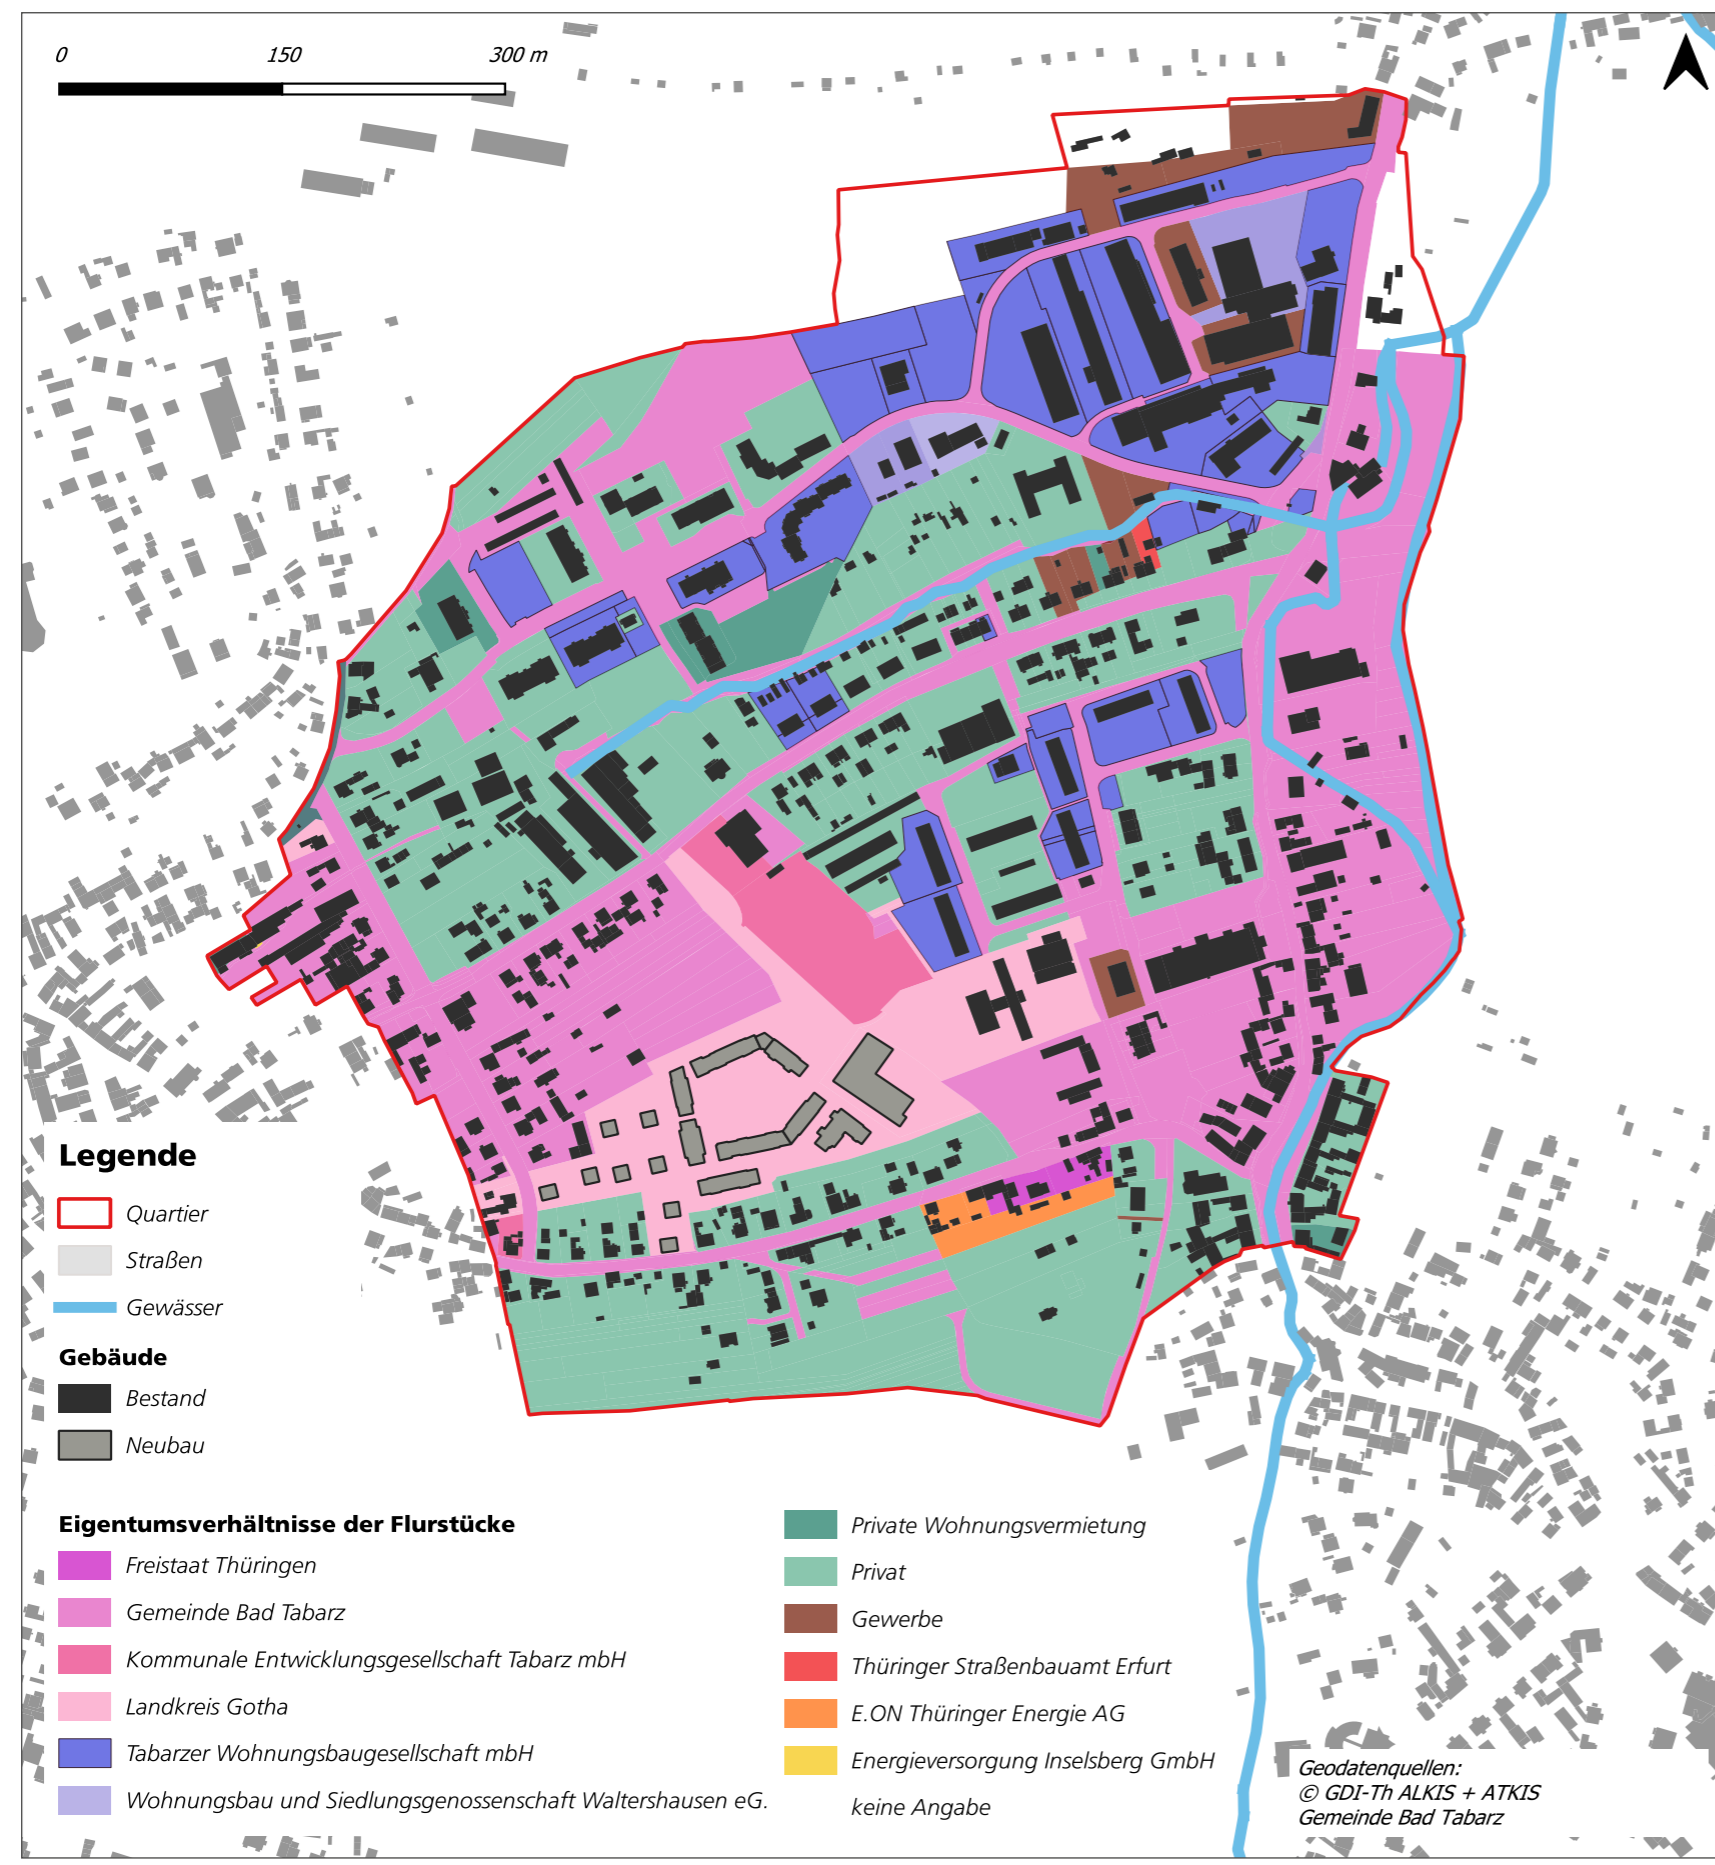 0 150 300 m
Legende
Quartier
Straßen
Gewässer
Gebäude
Bestand
Neubau
Eigentumsverhältnisse der Flurstücke
Freistaat Thüringen
Gemeinde Bad Tabarz
Kommunale Entwicklungsgesellschaft Tabarz mbH
Landkreis Gotha
Tabarzer Wohnungsbaugesellschaft mbH
Wohnungsbau und Siedlungsgenossenschaft Waltershausen eG.
Private Wohnungsvermietung
Privat
Gewerbe
Thüringer Straßenbauamt Erfurt
E.ON Thüringer Energie AG
Energieversorgung Inselsberg GmbH
keine Angabe
Geodatenquellen:
© GDI-Th ALKIS + ATKIS
Gemeinde Bad Tabarz